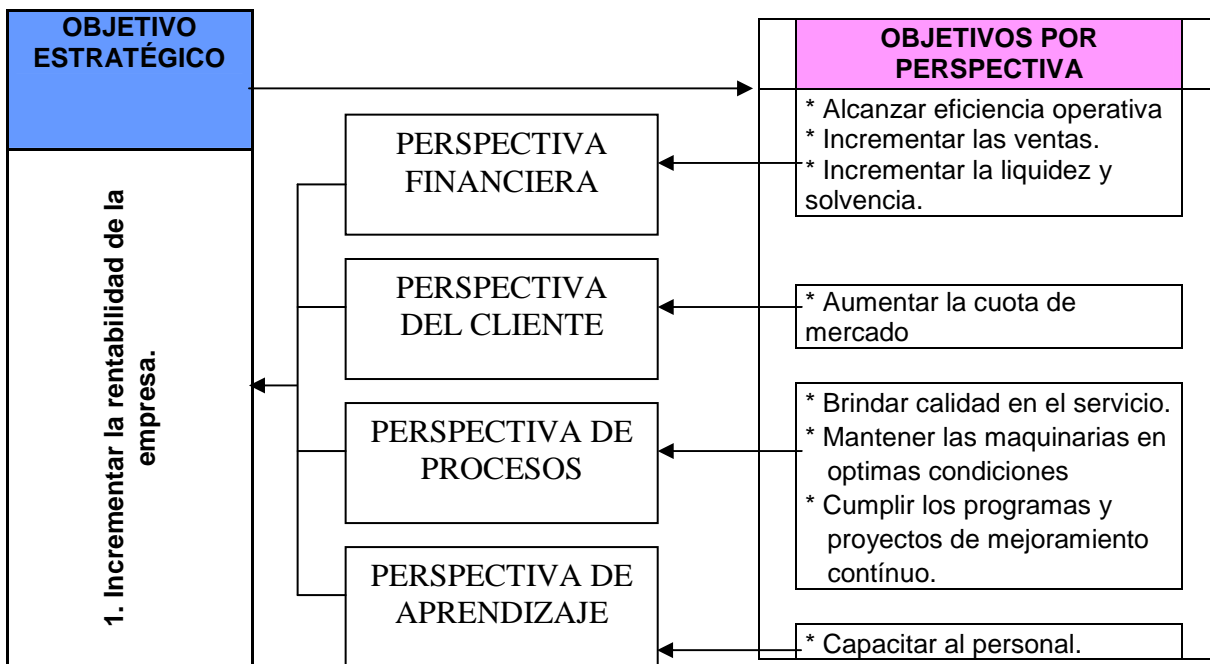 OBJETIVO
ESTRATÉGICO
1. Incrementar la rentabilidad de la
empresa.
PERSPECTIVA
FINANCIERA
PERSPECTIVA
DEL CLIENTE
PERSPECTIVA DE
PROCESOS
PERSPECTIVA DE
APRENDIZAJE
OBJETIVOS POR
PERSPECTIVA
* Alcanzar eficiencia operativa
* Incrementar las ventas.
* Incrementar la liquidez y
solvencia.
* Aumentar la cuota de
mercado
* Brindar calidad en el servicio.
* Mantener las maquinarias en
optimas condiciones
* Cumplir los programas y
proyectos de mejoramiento
contínuo.
* Capacitar al personal.